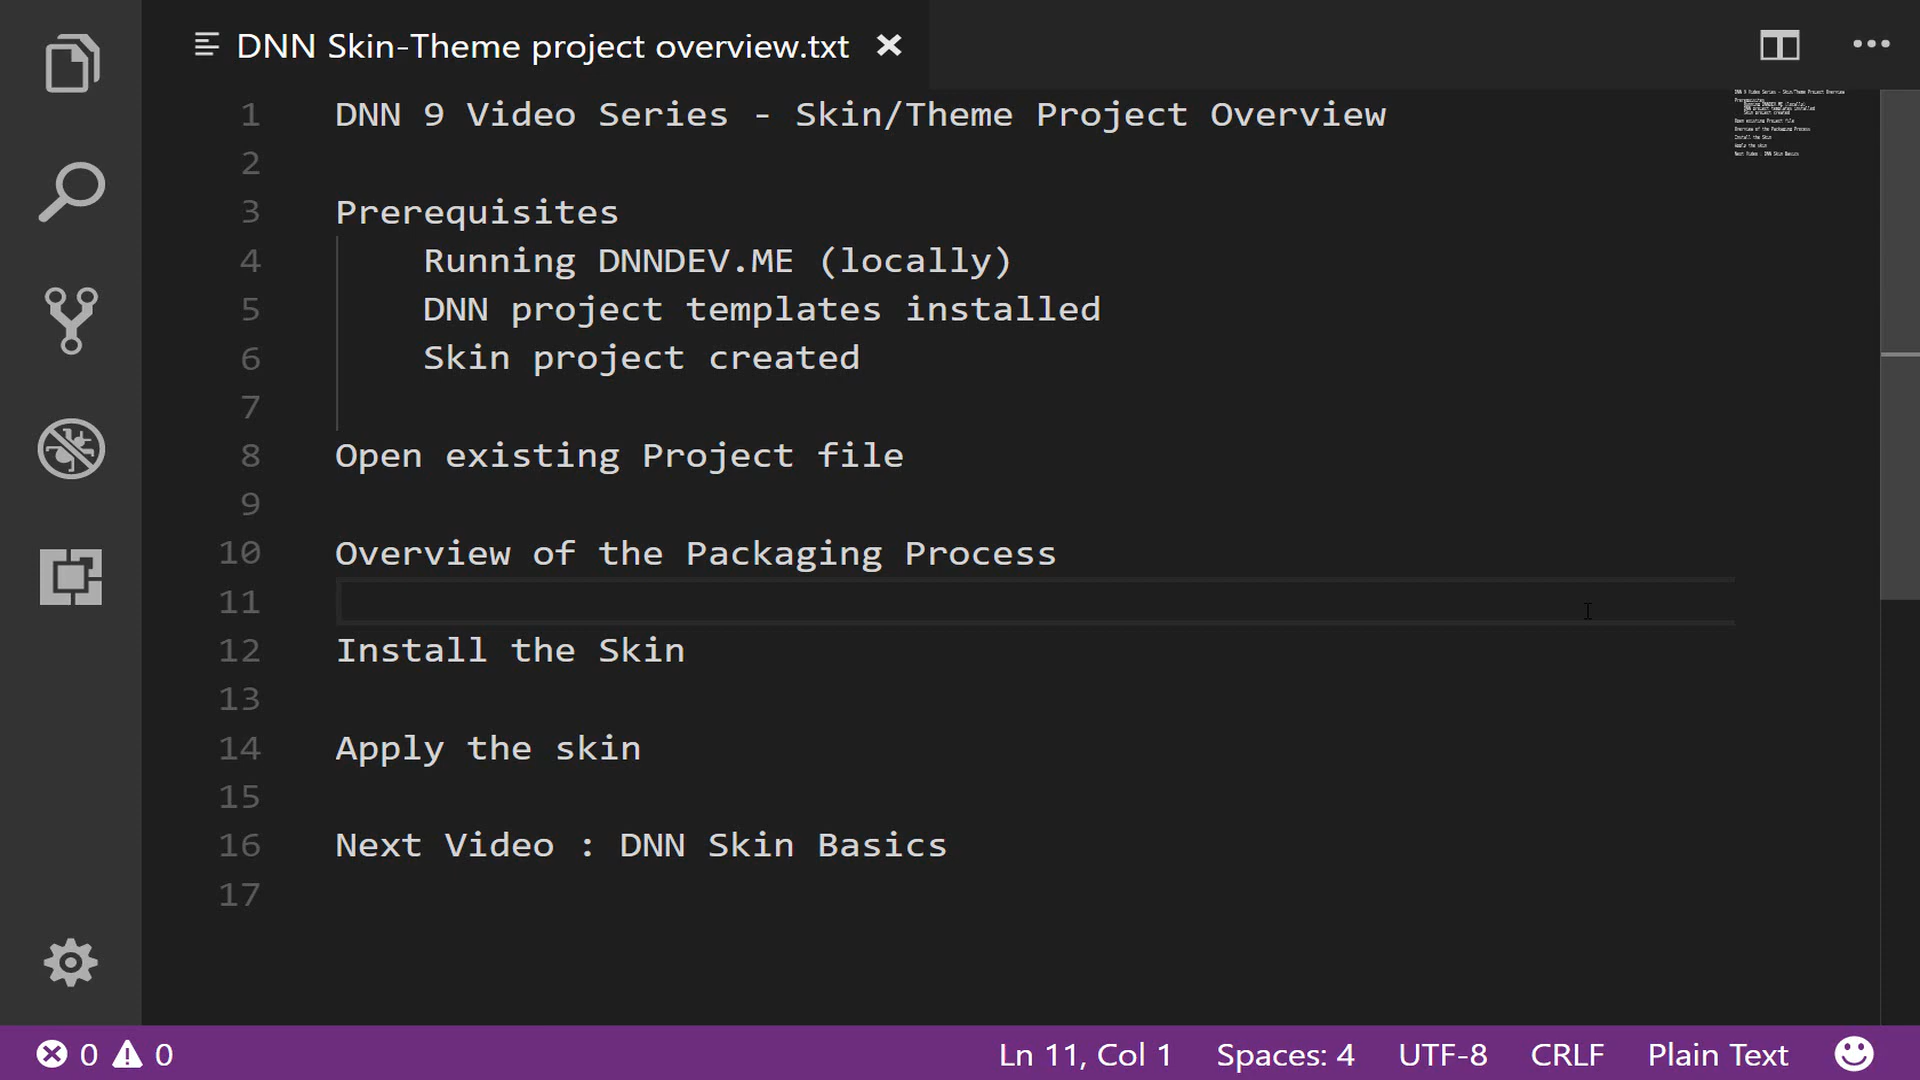 DNN Skin-Theme project overview.txt
1 DNN 9 Video Series - Skin/Theme Project Overview
2
3 Prerequisites
4 Running DNNDEV.ME (locally)
5 DNN project templates installed
6 Skin project created
7
8 Open existing Project file
9
10 Overview of the Packaging Process
11
12 Install the Skin
13
14 Apply the skin
15
16 Next Video : DNN Skin Basics
17
0 0 Ln 11, Col 1 Spaces: 4 UTF-8 CRLF Plain Text